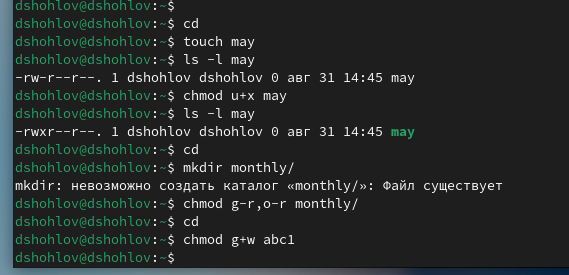 dshohlov@dshohlov:~$
dshohlov@dshohlov:~$ cd
dshohlov@dshohlov:~$ touch may
dshohlov@dshohlov:~$ ls -l may
-rw-r--r--. 1 dshohlov dshohlov 0 авг 31 14:45 may
dshohlov@dshohlov:~$ chmod u+x may
dshohlov@dshohlov:~$ ls -l may
-rwxr--r--. 1 dshohlov dshohlov 0 авг 31 14:45 may
dshohlov@dshohlov:~$ cd
dshohlov@dshohlov:~$ mkdir monthly/
mkdir: невозможно создать каталог «monthly/»: Файл существует
dshohlov@dshohlov:~$ chmod g-r,o-r monthly/
dshohlov@dshohlov:~$ cd
dshohlov@dshohlov:~$ chmod g+w abc1
dshohlov@dshohlov:~$